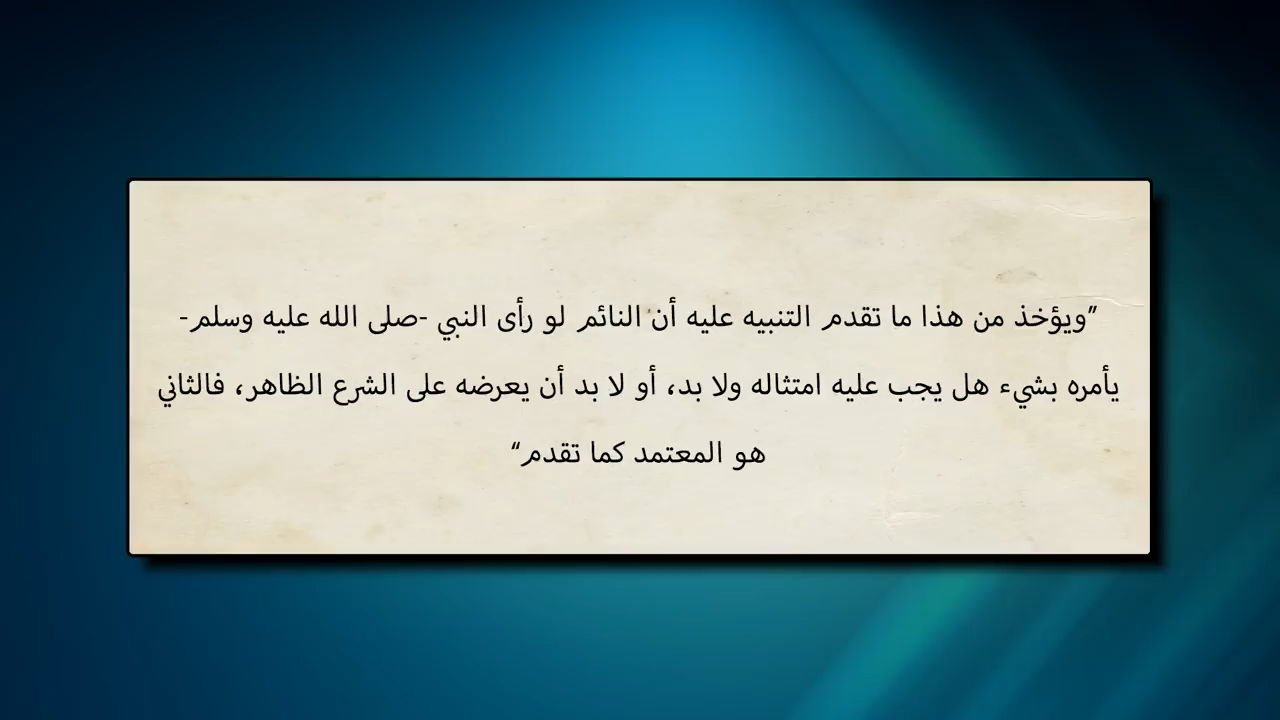 ”ويؤخذ من هذا ما تقدم التنبيه عليه أن النائم لو رأى النبي -صلى الله عليه وسلم-
يأمره بشيء هل يجب عليه امتثاله ولا بد، أو لا بد أن يعرضه على الشرع الظاهر، فالثاني
هو المعتمد كما تقدم“